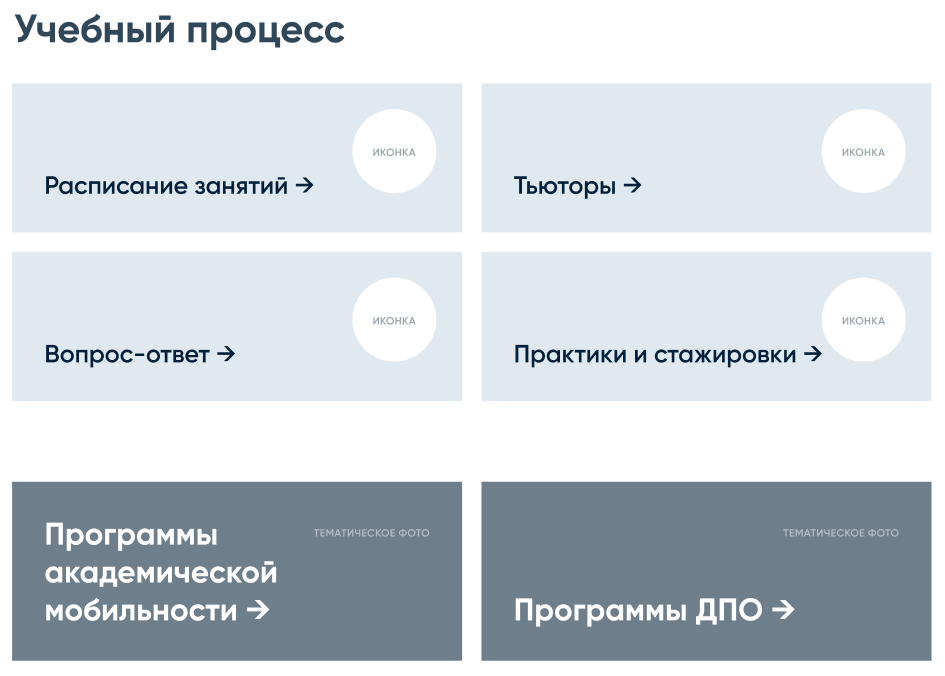 Учебный процесс
ИКОНКА
Расписание занятий →
ИКОНКА
Тьюторы →
ИКОНКА
Вопрос-ответ →
ИКОНКА
Практики и стажировки →
Программы
академической
мобильности →
ТЕМАТИЧЕСКОЕ ФОТО
ТЕМАТИЧЕСКОЕ ФОТО
Программы ДПО →